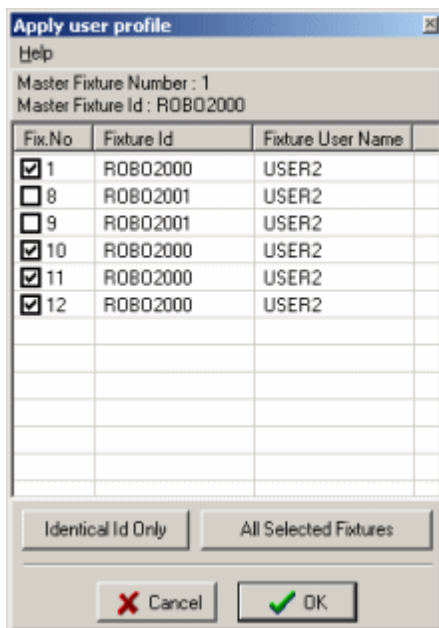 Apply user profile
Help
Master Fixture Number : 1
Master Fixture Id : ROBO2000
Fix.No Fixture Id Fixture User Name
1 ROBO2000 USER2
8 ROBO2001 USER2
9 ROBO2001 USER2
10 ROBO2000 USER2
11 ROBO2000 USER2
12 ROBO2000 USER2
Identical Id Only All Selected Fixtures
Cancel OK